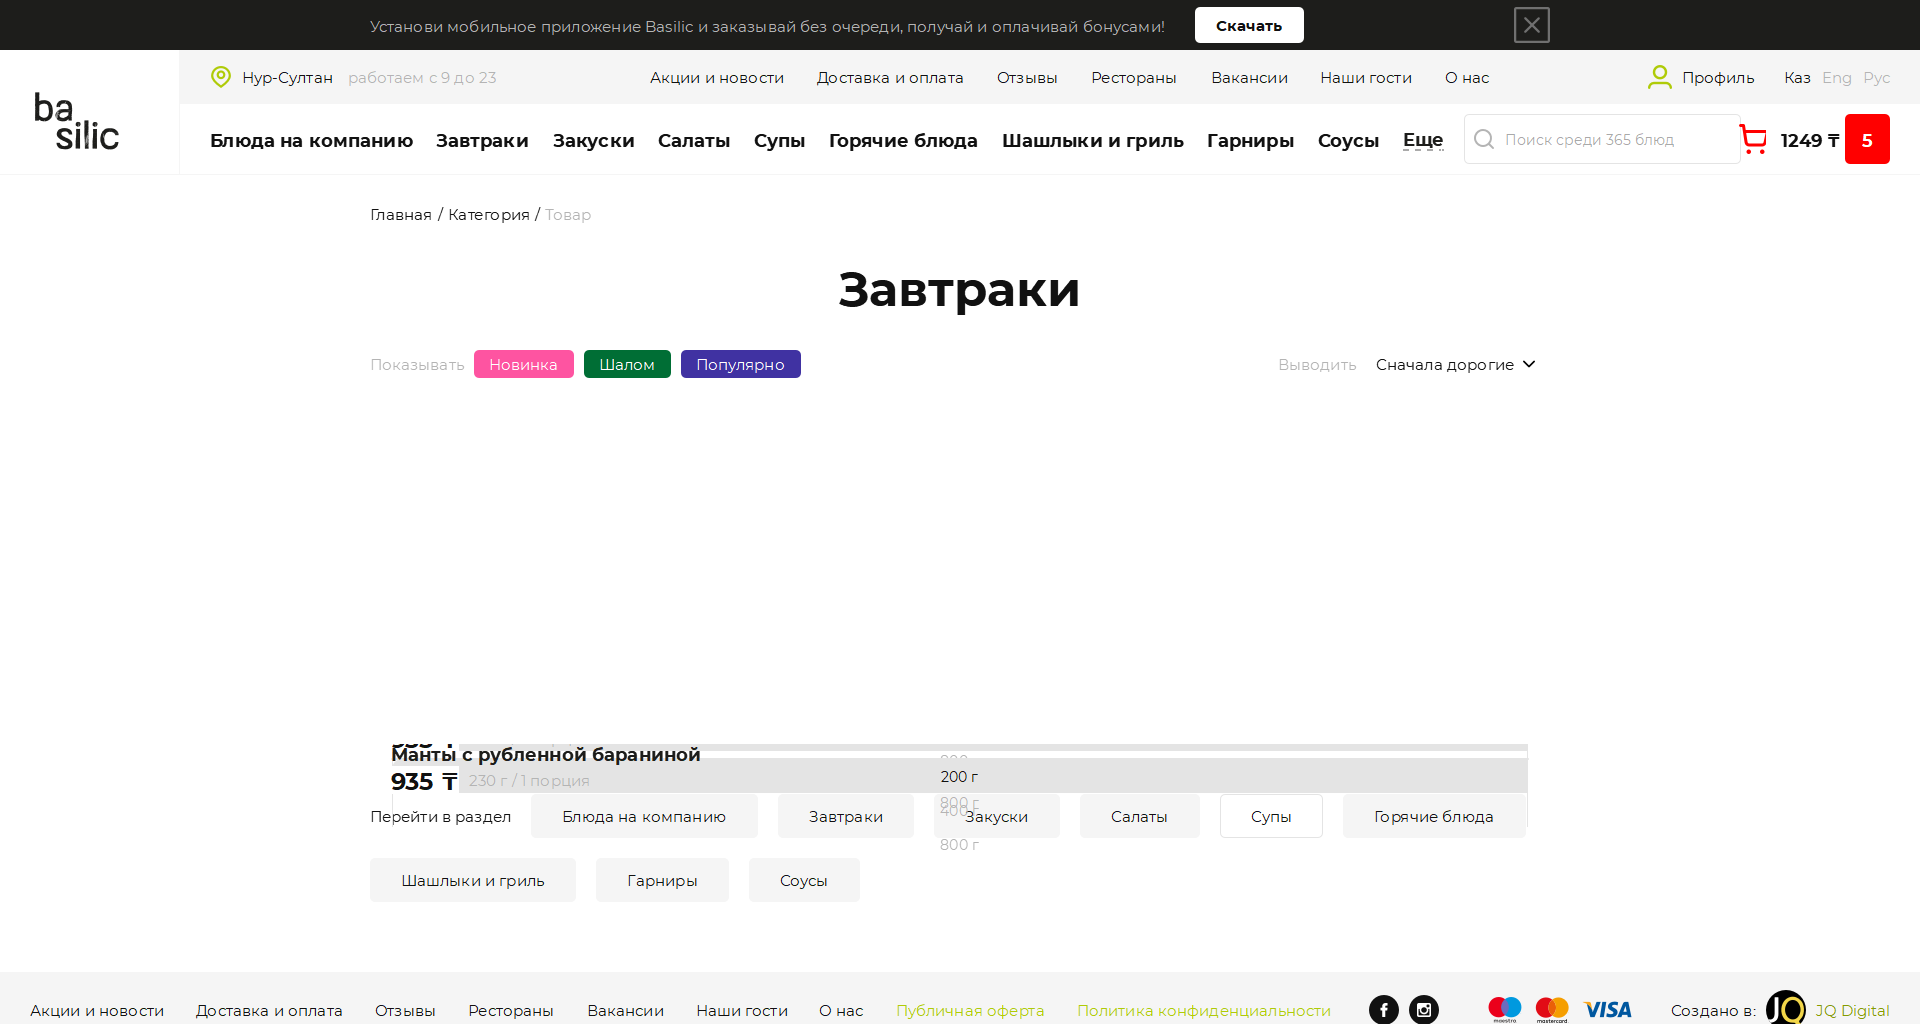 Установи мобильное приложение Basilic и заказывай без очереди, получай и оплачивай бонусами! Скачать
ba
silic
Нур-Султан работаем с 9 до 23 Акции и новости Доставка и оплата Отзывы Рестораны Вакансии Наши гости О нас Профиль Каз Eng Рус
Блюда на компанию Завтраки Закуски Салаты Супы Горячие блюда Шашлыки и гриль Гарниры Соусы Еще Поиск среди 365 блюд 1249 ₸ 5
Главная / Категория / Товар
Завтраки
Показывать Новинка Шалом Популярно Выводить Сначала дорогие
Манты с рубленной бараниной
935 ₸ 230 г / 1 порция 200 г
800 г
400 г
Перейти в раздел Блюда на компанию Завтраки Закуски Салаты Супы Горячие блюда
800 г
Шашлыки и гриль Гарниры Соусы
Акции и новости Доставка и оплата Отзывы Рестораны Вакансии Наши гости О нас Публичная оферта Политика конфиденциальности maestro mastercard VISA Создано в: JQ JQ Digital